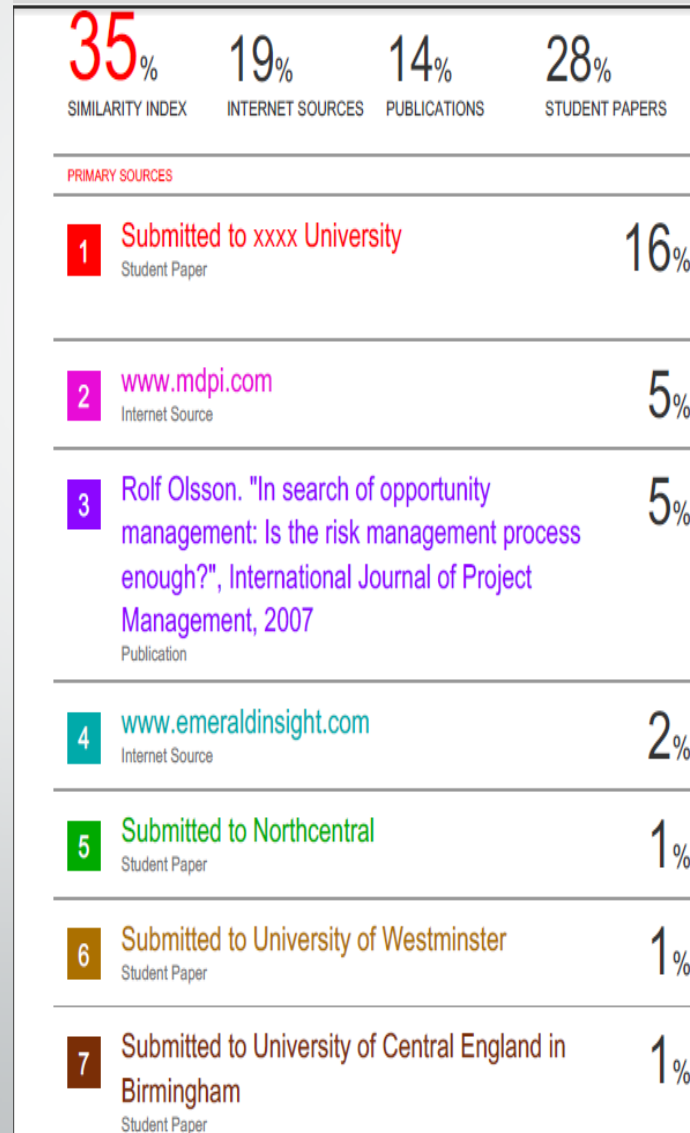 35% 19% 14% 28%
SIMILARITY INDEX INTERNET SOURCES PUBLICATIONS STUDENT PAPERS
PRIMARY SOURCES
1 Submitted to xxxx University 16%
Student Paper
2 www.mdpi.com 5%
Internet Source
3 Rolf Olsson. "In search of opportunity 5%
management: Is the risk management process
enough?", International Journal of Project
Management, 2007
Publication
4 www.emeraldinsight.com 2%
Internet Source
5 Submitted to Northcentral 1%
Student Paper
6 Submitted to University of Westminster 1%
Student Paper
7 Submitted to University of Central England in 1%
Birmingham
Student Paper